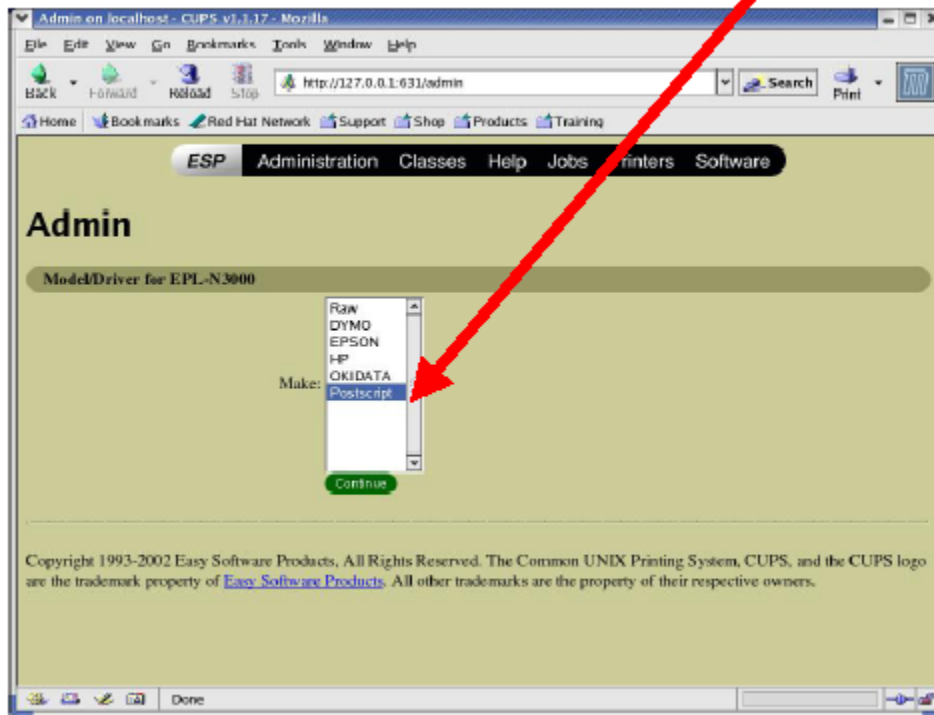 Admin on localhost - CUPS v1.1.17 - Mozilla
File Edit View Go Bookmarks Tools Window Help
Back Forward Reload Stop http://127.0.0.1:631/admin Search Print
Home Bookmarks Red Hat Network Support Shop Products Training
ESP Administration Classes Help Jobs Printers Software
Admin
Model/Driver for EPL-N3000
Make:
Raw
DYMO
EPSON
HP
OKIDATA
Postscript
Continue
Copyright 1993-2002 Easy Software Products, All Rights Reserved. The Common UNIX Printing System, CUPS, and the CUPS logo
are the trademark property of Easy Software Products. All other trademarks are the property of their respective owners.
Done